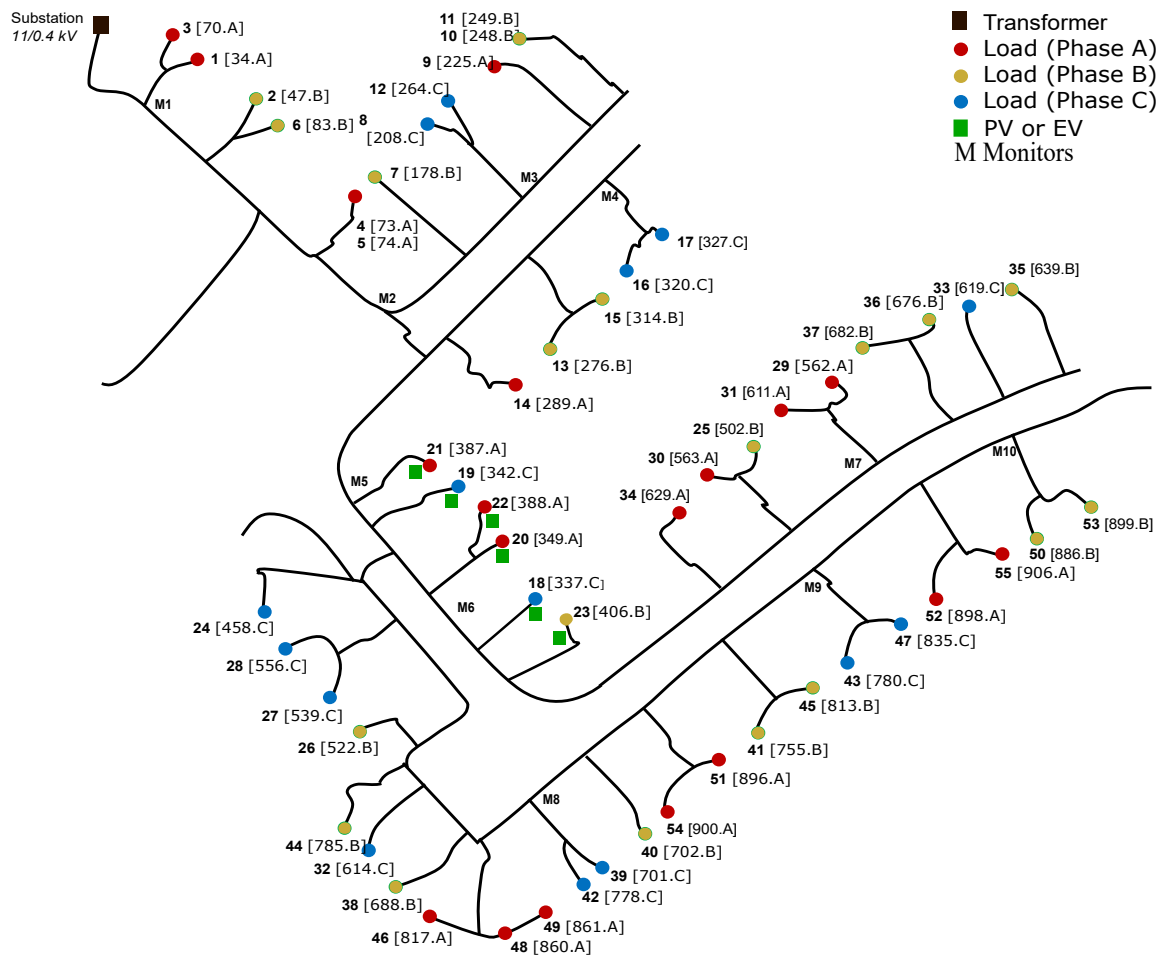 Substation
11/0.4 kV
3 [70.A]
1 [34.A]
M1
2 [47.B]
6 [83.B]
11 [249.B]
10 [248.B]
9 [225.A]
12 [264.C]
8
[208.C]
7 [178.B]
M3
4 [73.A]
5 [74.A]
M2
M4
17 [327.C]
16 [320.C]
15 [314.B]
13 [276.B]
14 [289.A]
Transformer
Load (Phase A)
Load (Phase B)
Load (Phase C)
PV or EV
M Monitors
35 [639.B]
33 [619.C]
36 [676.B]
37 [682.B]
29 [562.A]
31 [611.A]
25 [502.B]
30 [563.A]
34 [629.A]
M7
M10
21 [387.A]
M5
19 [342.C]
22 [388.A]
20 [349.A]
18 [337.C]
M6
23 [406.B]
53 [899.B]
50 [886.B]
55 [906.A]
52 [898.A]
M9
47 [835.C]
43 [780.C]
45 [813.B]
41 [755.B]
24 [458.C]
28 [556.C]
27 [539.C]
26 [522.B]
51 [896.A]
54 [900.A]
M8
40 [702.B]
44 [785.B]
32 [614.C]
39 [701.C]
42 [778.C]
38 [688.B]
46 [817.A]
49 [861.A]
48 [860.A]